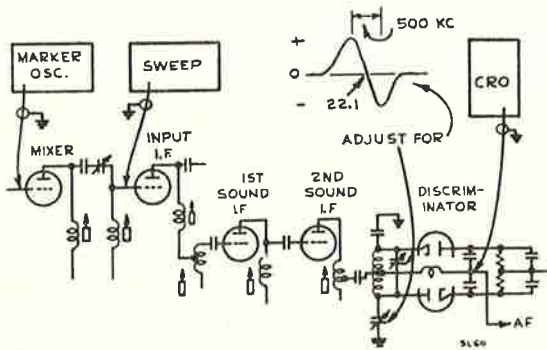 MARKER
OSC.
SWEEP
+
0
-
500 KC
22.1
CRO
ADJUST FOR
MIXER
INPUT
I.F.
1ST
SOUND
I.F
2ND
SOUND
I.F
DISCRIM-
INATOR
AF
SL60